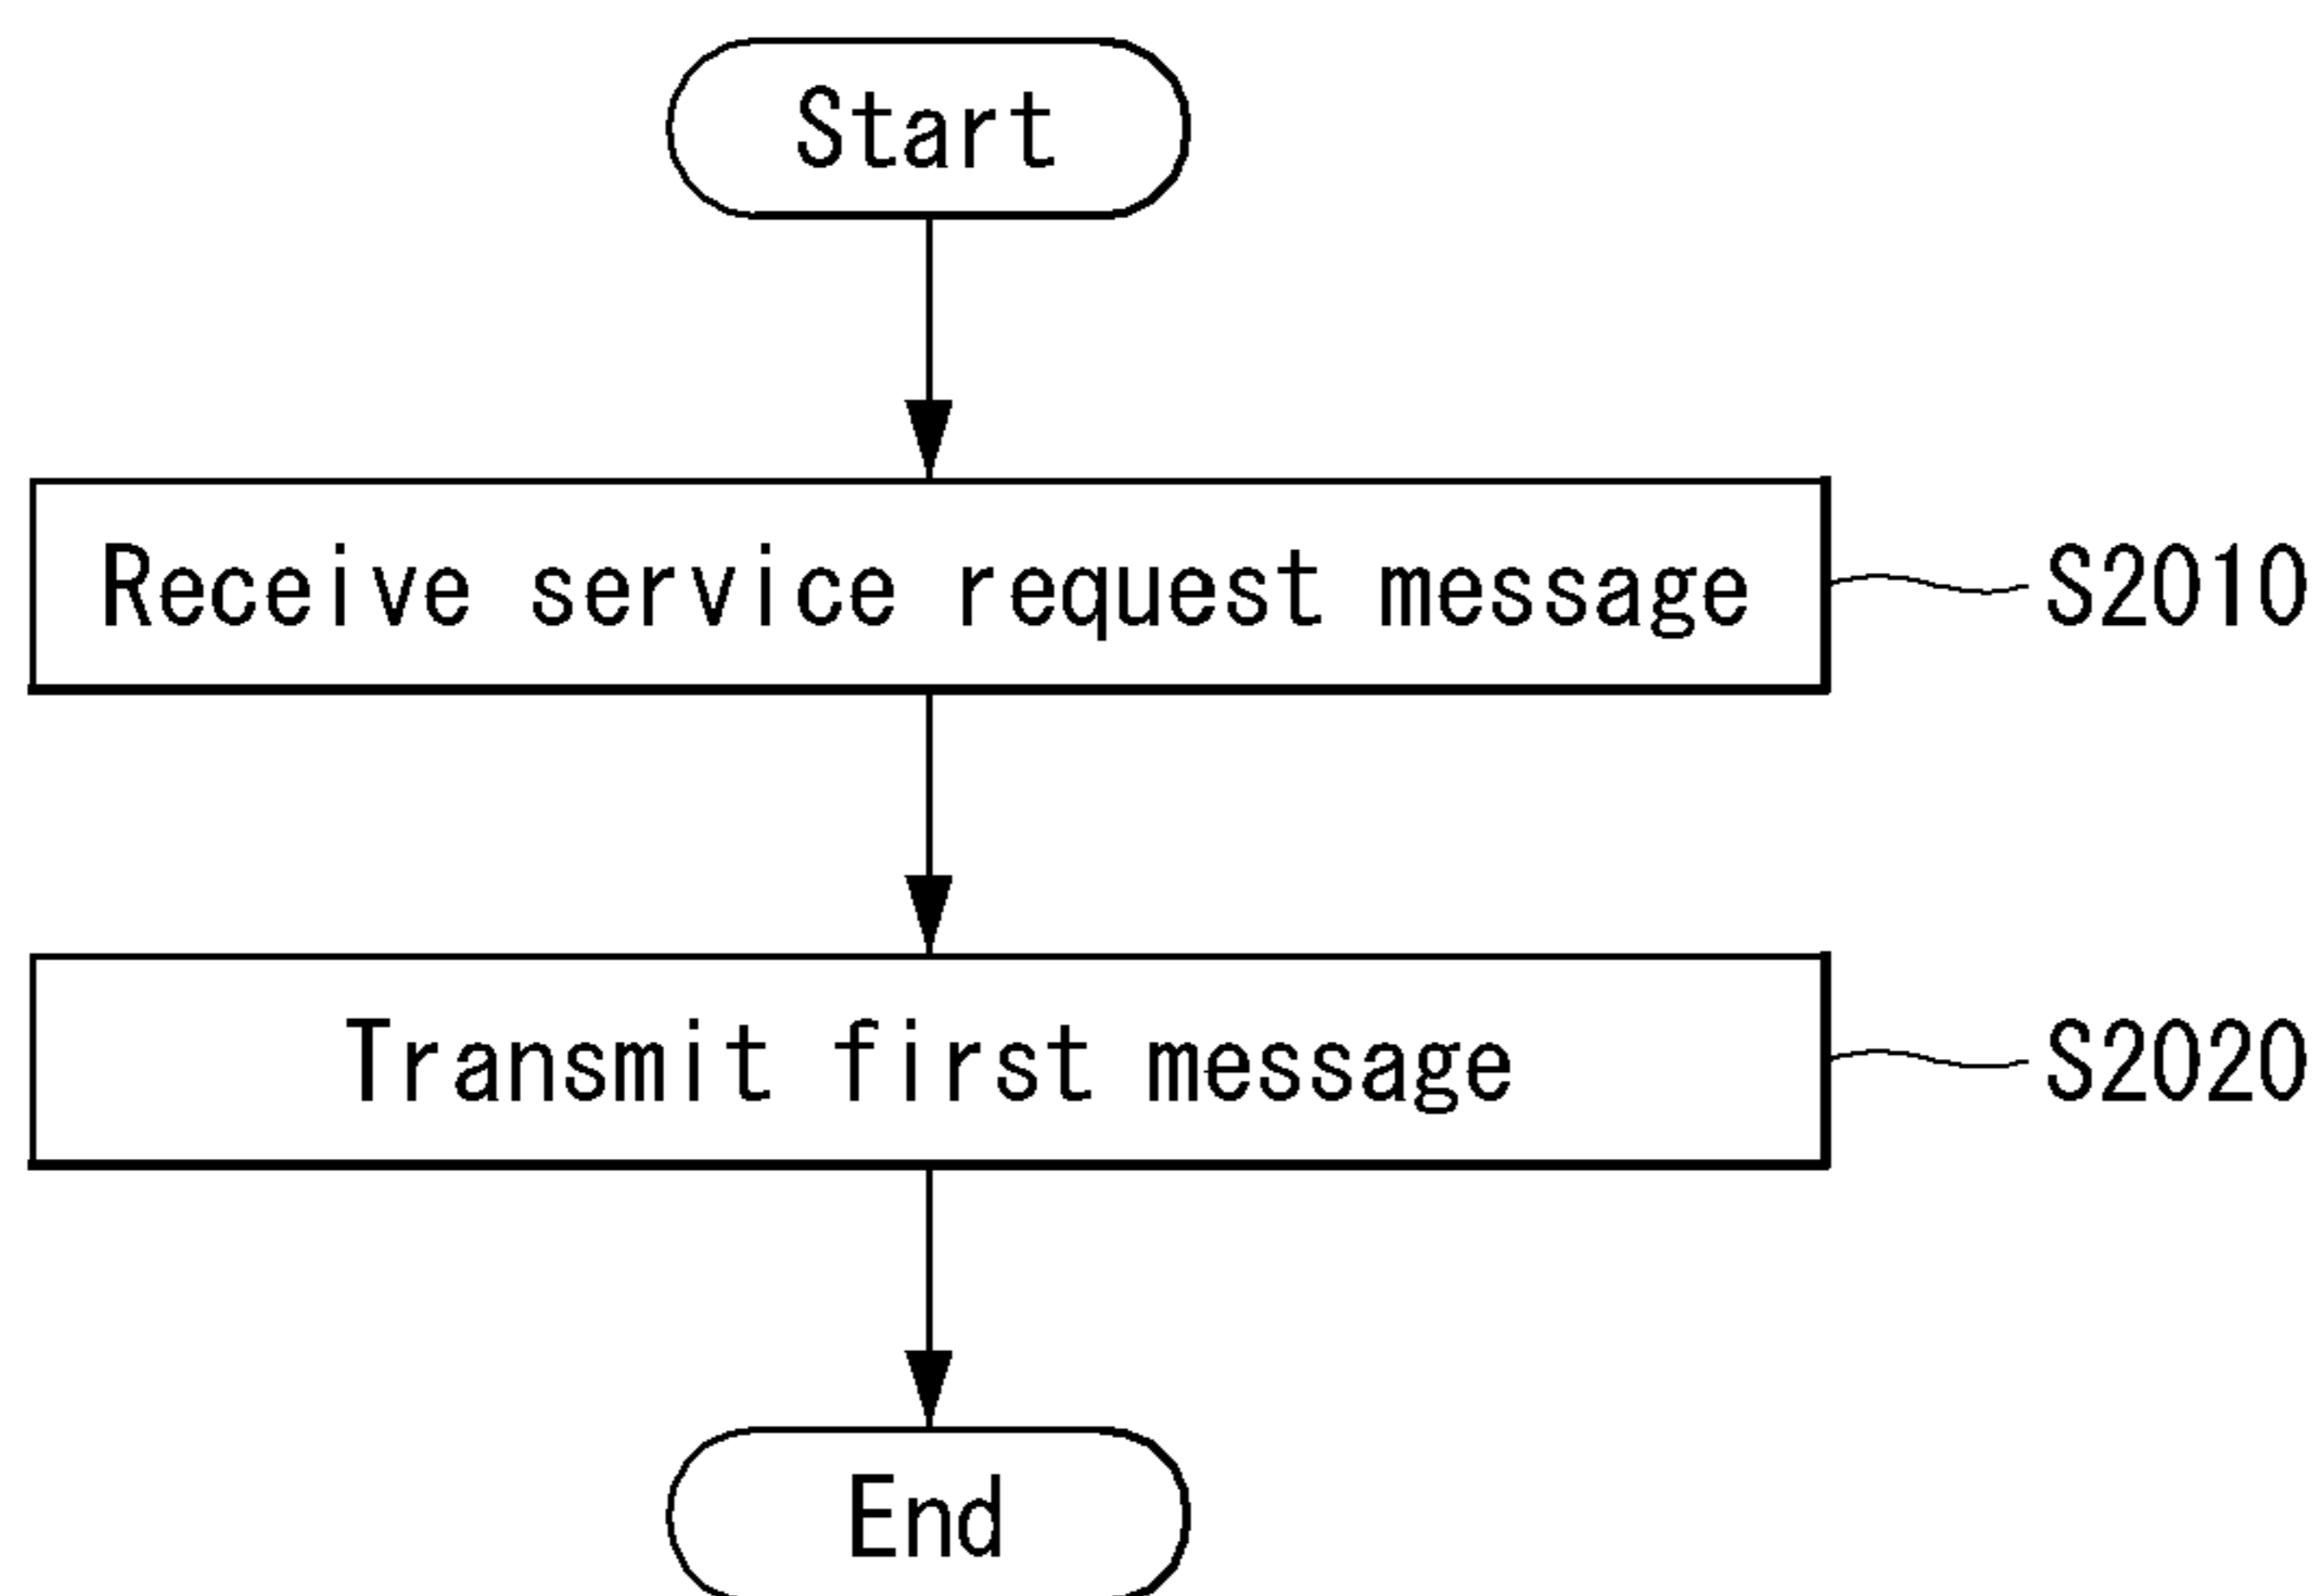 Start
Receive service request message S2010
Transmit first message S2020
End